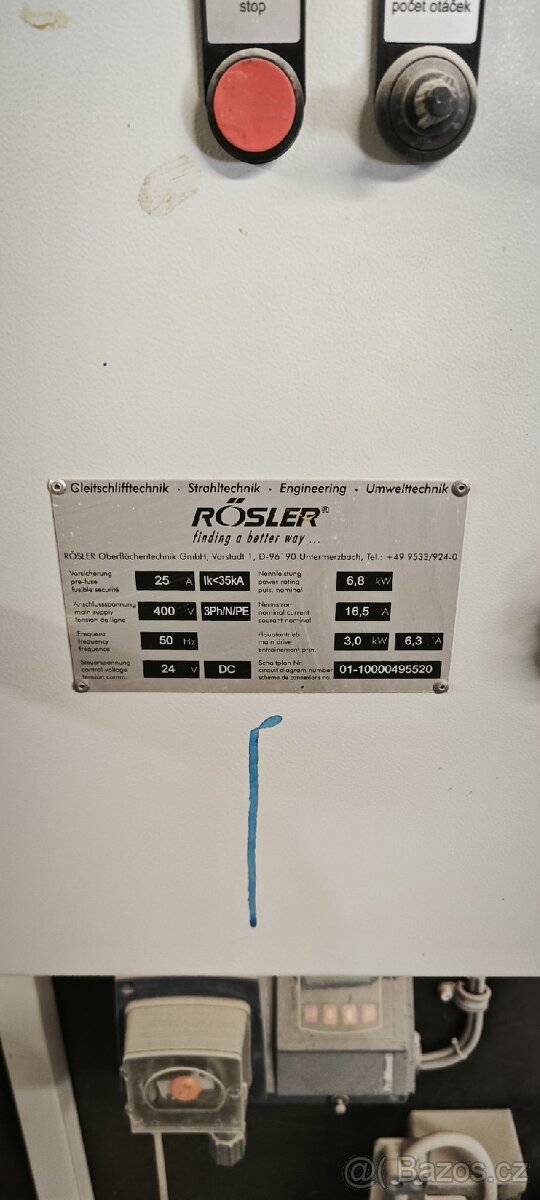 stop
počet otáček
Gleitschlifftechnik · Strahltechnik · Engineering · Umwelttechnik
RÖSLER®
finding a better way ...
RÖSLER Oberflächentechnik GmbH, Vorstadt 1, D-96190 Untermerzbach, Tel.: +49 9533/924-0
Vorsicherung
pre-fuse
fusible securité
25 A
Ik<35kA
Nennleistung
power rating
puis. nominal
6,8 kW
Anschlussspannung
main supply
tension de ligne
400 V
3Ph/N/PE
Nennstrom
nominal current
courant nominal
16,5 A
Frequenz
frequency
frequence
50 Hz
Hauptantrieb
main drive
entrainement prin.
3,0 kW
6,3 A
Steuerspannung
control voltage
tension comm.
24 V
DC
Schaltplan Nr.
circuit diagram number
scheme de connexions no.
01-10000495520
Bazos.cz